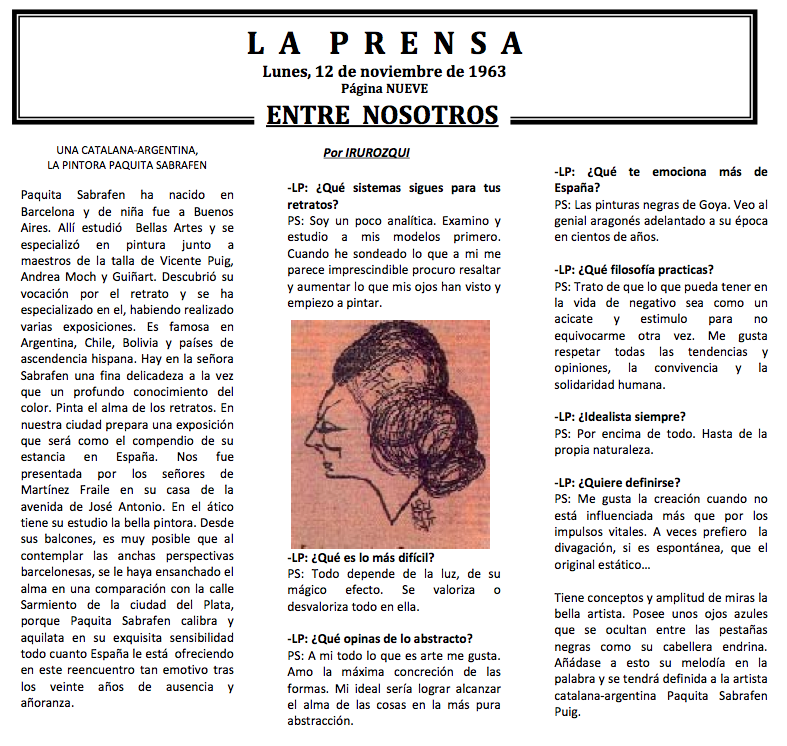 LA PRENSA
Lunes, 12 de noviembre de 1963
Página NUEVE
ENTRE NOSOTROS
UNA CATALANA-ARGENTINA,
LA PINTORA PAQUITA SABRAFEN
Paquita Sabrafen ha nacido en
Barcelona y de niña fue a Buenos
Aires. Allí estudió Bellas Artes y se
especializó en pintura junto a
maestros de la talla de Vicente Puig,
Andrea Moch y Guiñart. Descubrió su
vocación por el retrato y se ha
especializado en el, habiendo realizado
varias exposiciones. Es famosa en
Argentina, Chile, Bolivia y países de
ascendencia hispana. Hay en la señora
Sabrafen una fina delicadeza a la vez
que un profundo conocimiento del
color. Pinta el alma de los retratos. En
nuestra ciudad prepara una exposición
que será como el compendio de su
estancia en España. Nos fue
presentada por los señores de
Martínez Fraile en su casa de la
avenida de José Antonio. En el ático
tiene su estudio la bella pintora. Desde
sus balcones, es muy posible que al
contemplar las anchas perspectivas
barcelonesas, se le haya ensanchado el
alma en una comparación con la calle
Sarmiento de la ciudad del Plata,
porque Paquita Sabrafen calibra y
aquilata en su exquisita sensibilidad
todo cuanto España le está ofreciendo
en este reencuentro tan emotivo tras
los veinte años de ausencia y
añoranza.
Por IRUROZQUI
-LP: ¿Qué sistemas sigues para tus
retratos?
PS: Soy un poco analítica. Examino y
estudio a mis modelos primero.
Cuando he sondeado lo que a mi me
parece imprescindible procuro resaltar
y aumentar lo que mis ojos han visto y
empiezo a pintar.
-LP: ¿Qué es lo más difícil?
PS: Todo depende de la luz, de su
mágico efecto. Se valoriza o
desvaloriza todo en ella.
-LP: ¿Qué opinas de lo abstracto?
PS: A mi todo lo que es arte me gusta.
Amo la máxima concreción de las
formas. Mi ideal sería lograr alcanzar
el alma de las cosas en la más pura
abstracción.
-LP: ¿Qué te emociona más de
España?
PS: Las pinturas negras de Goya. Veo al
genial aragonés adelantado a su época
en cientos de años.
-LP: ¿Qué filosofía practicas?
PS: Trato de que lo que pueda tener en
la vida de negativo sea como un
acicate y estimulo para no
equivocarme otra vez. Me gusta
respetar todas las tendencias y
opiniones, la convivencia y la
solidaridad humana.
-LP: ¿Idealista siempre?
PS: Por encima de todo. Hasta de la
propia naturaleza.
-LP: ¿Quiere definirse?
PS: Me gusta la creación cuando no
está influenciada más que por los
impulsos vitales. A veces prefiero la
divagación, si es espontánea, que el
original estático…
Tiene conceptos y amplitud de miras la
bella artista. Posee unos ojos azules
que se ocultan entre las pestañas
negras como su cabellera endrina.
Añádase a esto su melodía en la
palabra y se tendrá definida a la artista
catalana-argentina Paquita Sabrafen
Puig.